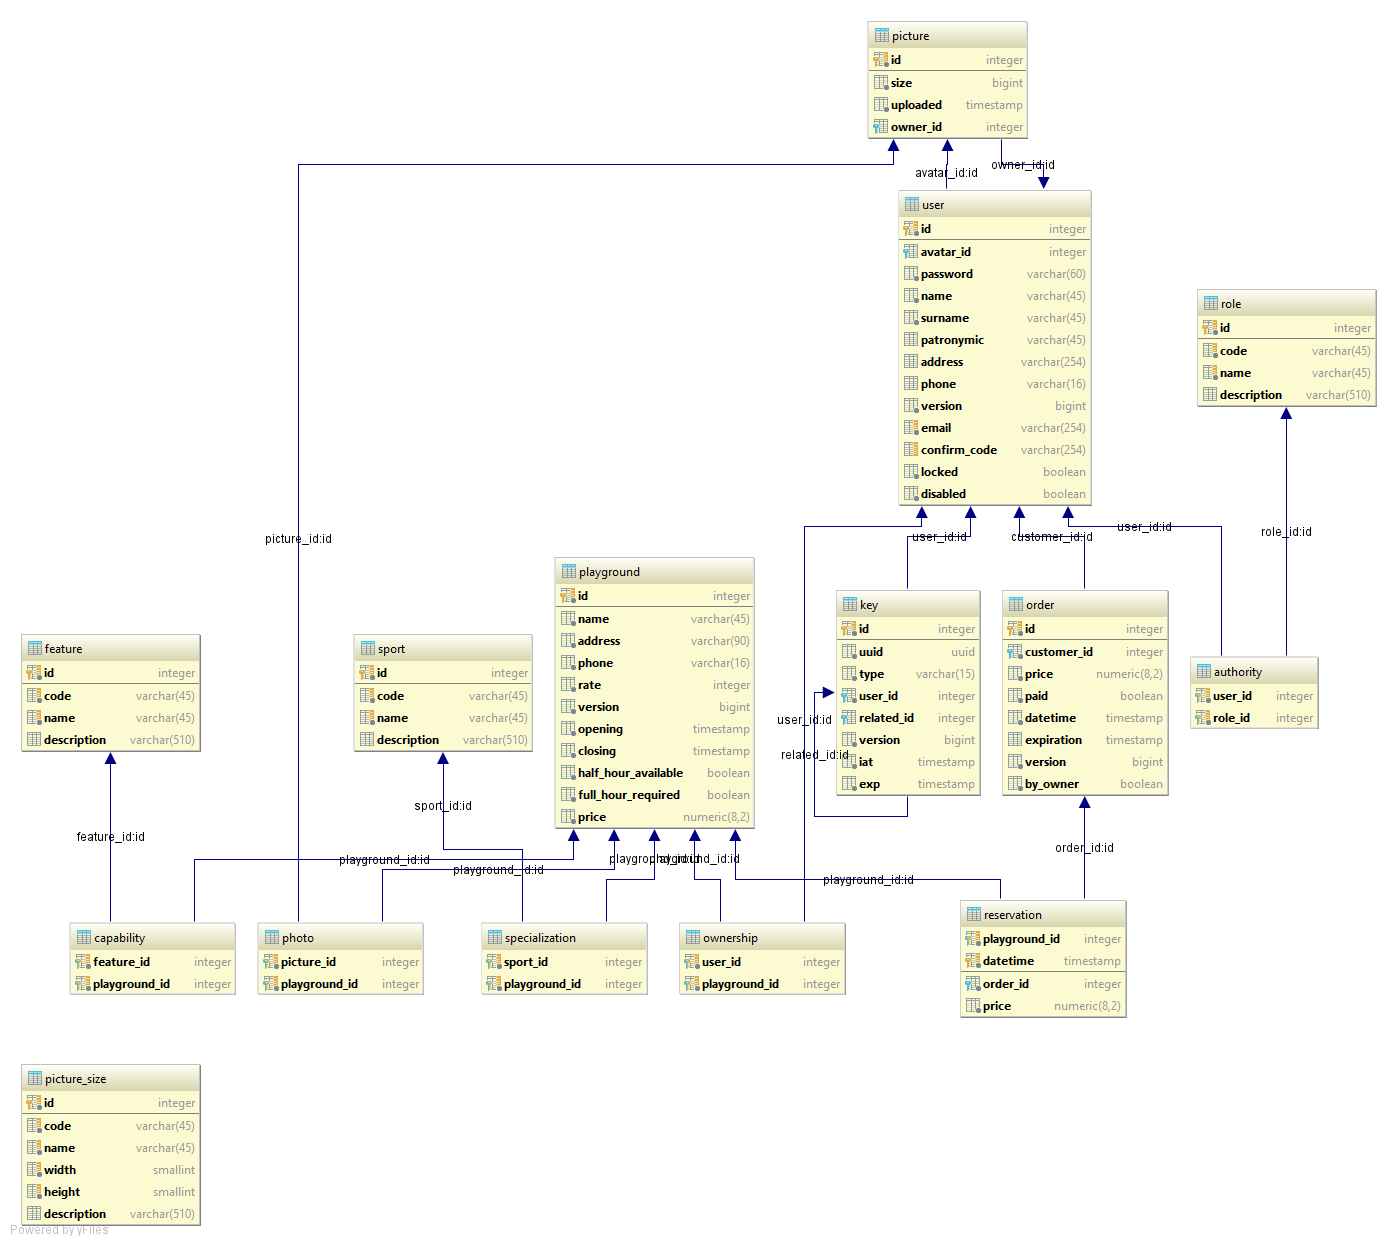 picture
id integer
size bigint
uploaded timestamp
owner_id integer
avatar_id:id
owner_id:id
user
id integer
avatar_id integer
password varchar(60)
name varchar(45)
surname varchar(45)
patronymic varchar(45)
address varchar(254)
phone varchar(16)
version bigint
email varchar(254)
confirm_code varchar(254)
locked boolean
disabled boolean
role
id integer
code varchar(45)
name varchar(45)
description varchar(510)
picture_id:id
user_id:id
customer_id:id
user_id:id
role_id:id
playground
id integer
name varchar(45)
address varchar(90)
phone varchar(16)
rate integer
version bigint
opening timestamp
closing timestamp
half_hour_available boolean
full_hour_required boolean
price numeric(8,2)
key
id integer
uuid uuid
type varchar(15)
user_id integer
related_id integer
version bigint
iat timestamp
exp timestamp
order
id integer
customer_id integer
price numeric(8,2)
paid boolean
datetime timestamp
expiration timestamp
version bigint
by_owner boolean
authority
user_id integer
role_id integer
feature
id integer
code varchar(45)
name varchar(45)
description varchar(510)
sport
id integer
code varchar(45)
name varchar(45)
description varchar(510)
user_id:id
related_id:id
sport_id:id
feature_id:id
order_id:id
playground_id:id
playground_id:id
playground_id:id
capability
feature_id integer
playground_id integer
photo
picture_id integer
playground_id integer
specialization
sport_id integer
playground_id integer
ownership
user_id integer
playground_id integer
reservation
playground_id integer
datetime timestamp
order_id integer
price numeric(8,2)
picture_size
id integer
code varchar(45)
name varchar(45)
width smallint
height smallint
description varchar(510)
Powered by yFiles